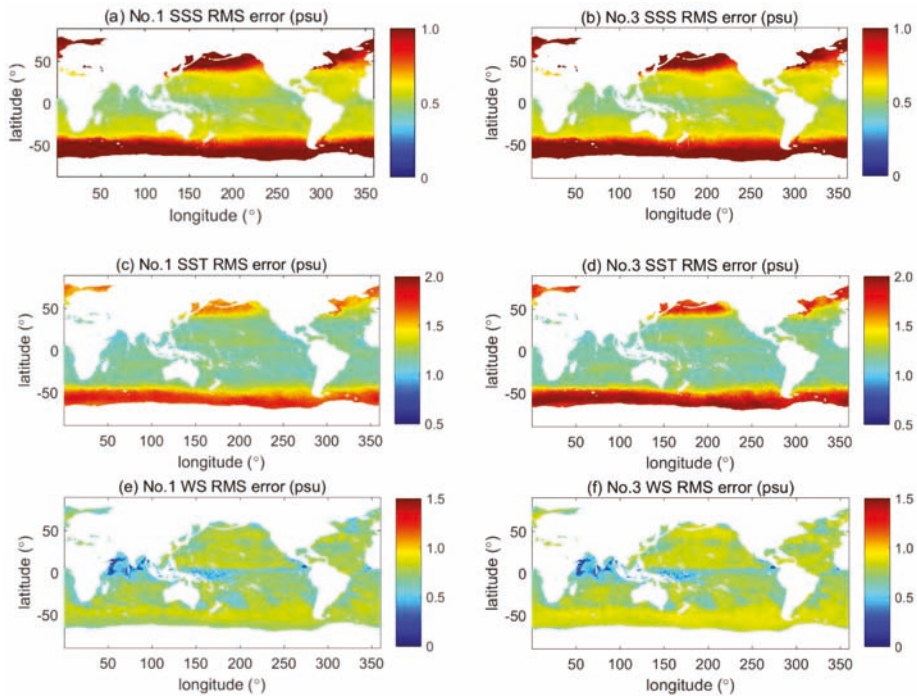 (a) No.1 SSS RMS error (psu)
(b) No.3 SSS RMS error (psu)
latitude (°)
50
0
-50
50 100 150 200 250 300 350
longitude (°)
1.0
0.5
0
latitude (°)
50
0
-50
50 100 150 200 250 300 350
longitude (°)
1.0
0.5
0
(c) No.1 SST RMS error (psu)
(d) No.3 SST RMS error (psu)
latitude (°)
50
0
-50
50 100 150 200 250 300 350
longitude (°)
2.0
1.5
1.0
0.5
latitude (°)
50
0
-50
50 100 150 200 250 300 350
longitude (°)
2.0
1.5
1.0
0.5
(e) No.1 WS RMS error (psu)
(f) No.3 WS RMS error (psu)
latitude (°)
50
0
-50
50 100 150 200 250 300 350
longitude (°)
1.5
1.0
0.5
0
latitude (°)
50
0
-50
50 100 150 200 250 300 350
longitude (°)
1.5
1.0
0.5
0